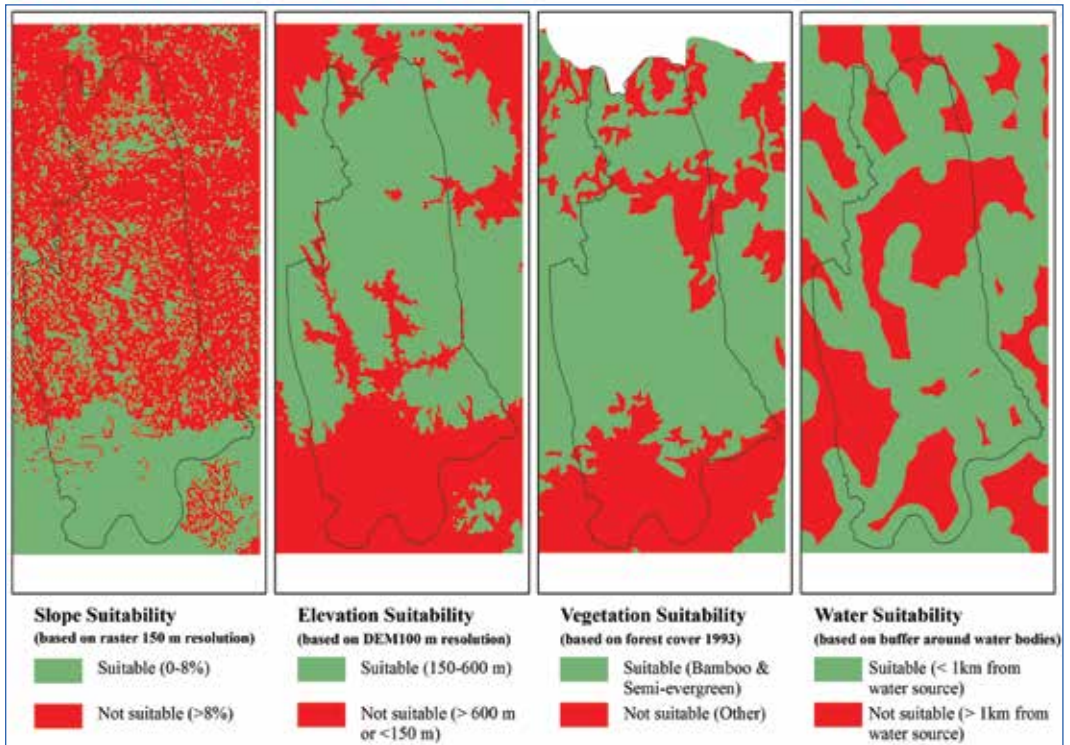 Slope Suitability
(based on raster 150 m resolution)
Suitable (0-8%)
Not suitable (>8%)
Elevation Suitability
(based on DEM100 m resolution)
Suitable (150-600 m)
Not suitable (> 600 m
or <150 m)
Vegetation Suitability
(based on forest cover 1993)
Suitable (Bamboo &
Semi-evergreen)
Not suitable (Other)
Water Suitability
(based on buffer around water bodies)
Suitable (< 1km from
water source)
Not suitable (> 1km from
water source)